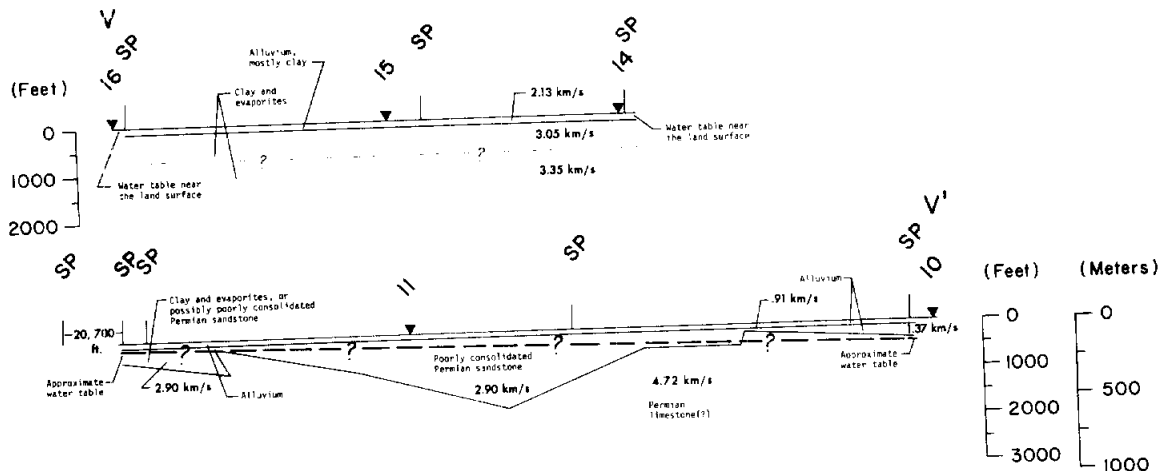 V
16 SP
15 SP
14 SP
(Feet)
0
1000
2000
Alluvium,
mostly clay
Clay and
evaporites
2.13 km/s
3.05 km/s
3.35 km/s
?
?
Water table near
the land surface
Water table near
the land surface
V'
SP
SP
SP
11
SP
SP
10
Clay and evaporites, or
possibly poorly consolidated
Permian sandstone
20,700
ft.
Approximate
water table
2.90 km/s
Alluvium
?
?
?
?
Poorly consolidated
Permian sandstone
2.90 km/s
4.72 km/s
Permian
limestone(?)
.91 km/s
Alluvium
37 km/s
Approximate
water table
(Feet)
0
1000
2000
3000
(Meters)
0
500
1000